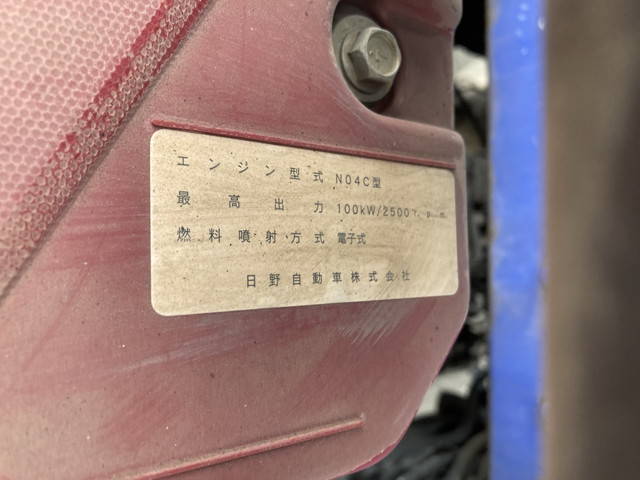 エンジン型式 N04C型
最高出力 100kW/2500r.p.m.
燃料噴射方式 電子式
日野自動車株式会社